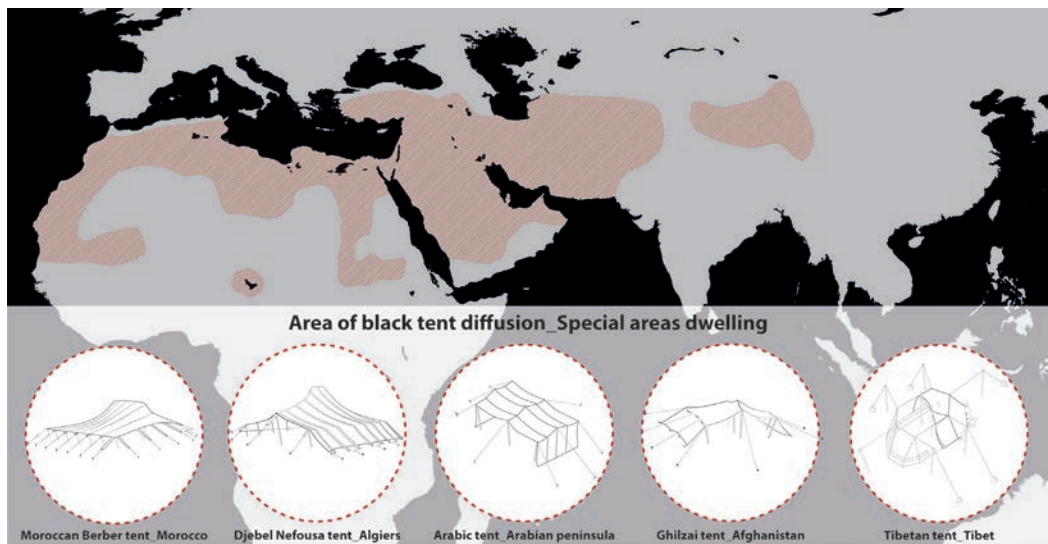 Area of black tent diffusion_Special areas dwelling
Moroccan Berber tent_Morocco
Djebel Nefousa tent_Algiers
Arabic tent_Arabian peninsula
Ghilzai tent_Afghanistan
Tibetan tent_Tibet